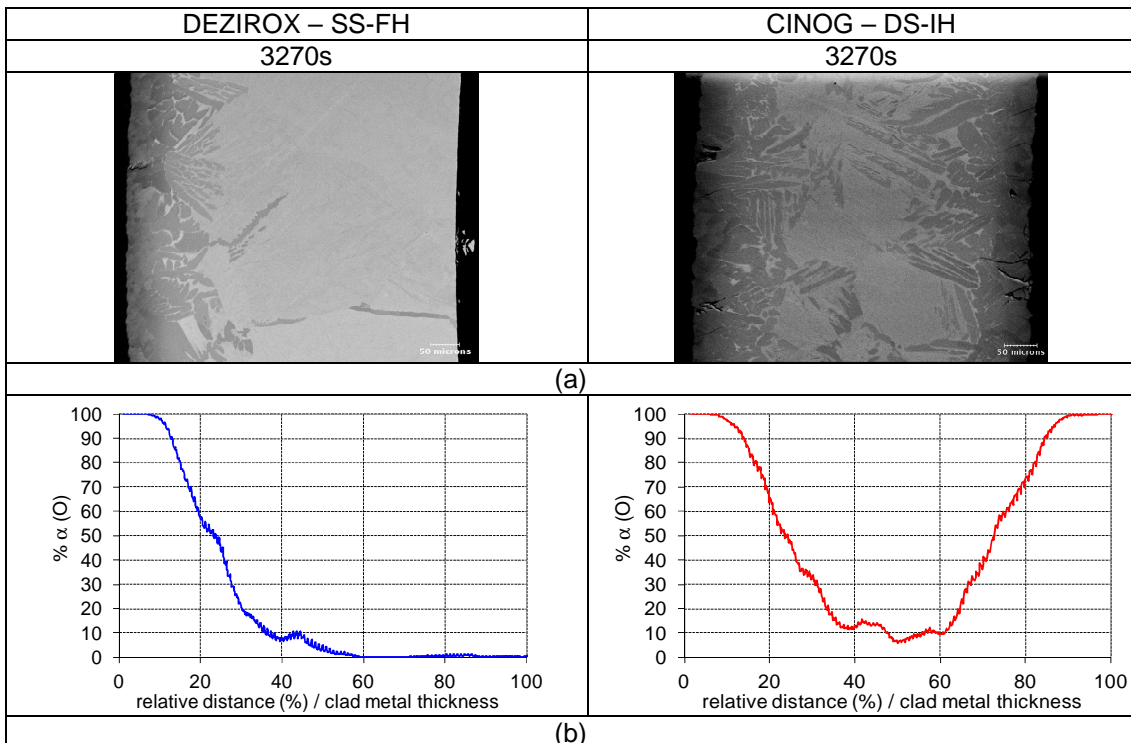 DEZIROX – SS-FH
CINOG – DS-IH
3270s
3270s
50 microns
50 microns
(a)
100
90
80
70
60
50
40
30
20
10
0
% α (O)
0 20 40 60 80 100
relative distance (%) / clad metal thickness
100
90
80
70
60
50
40
30
20
10
0
% α (O)
0 20 40 60 80 100
relative distance (%) / clad metal thickness
(b)